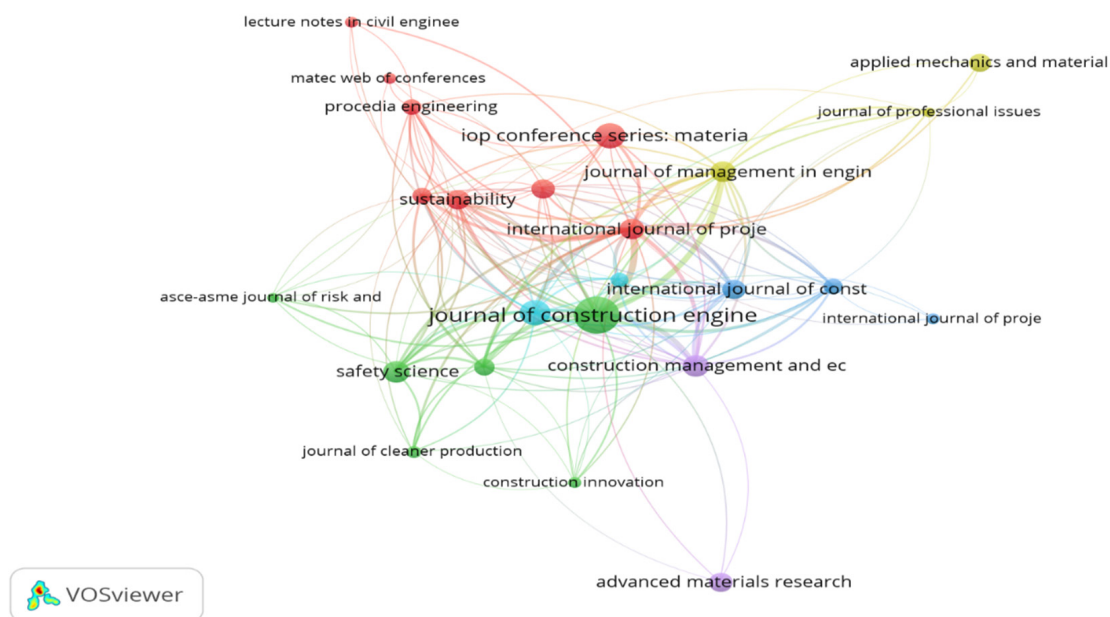 lecture notes in civil enginee
applied mechanics and material
matec web of conferences
procedia engineering
journal of professional issues
iop conference series: materia
journal of management in engin
sustainability
international journal of proje
international journal of const
asce-asme journal of risk and
journal of construction engine
international journal of proje
construction management and ec
safety science
journal of cleaner production
construction innovation
advanced materials research
VOSviewer